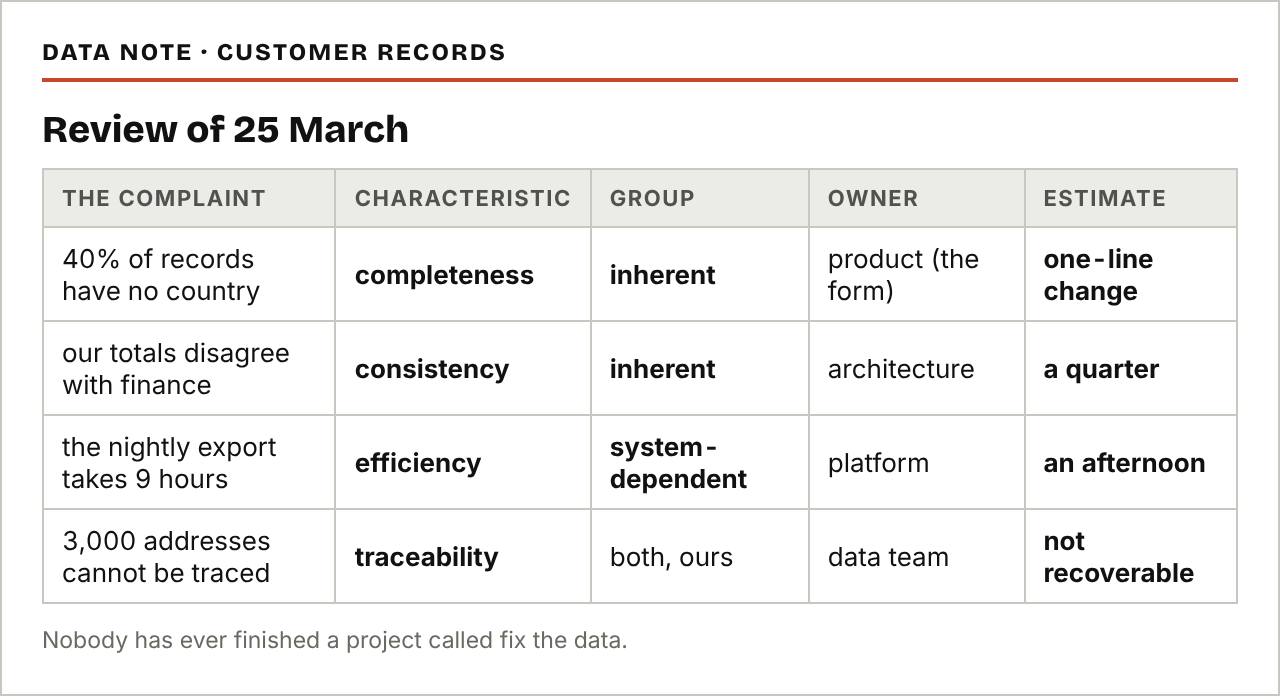 DATA NOTE · CUSTOMER RECORDS
Review of 25 March
THE COMPLAINT CHARACTERISTIC GROUP OWNER ESTIMATE
40% of records have no country completeness inherent product (the form) one-line change
our totals disagree with finance consistency inherent architecture a quarter
the nightly export takes 9 hours efficiency system-dependent platform an afternoon
3,000 addresses cannot be traced traceability both, ours data team not recoverable
Nobody has ever finished a project called fix the data.